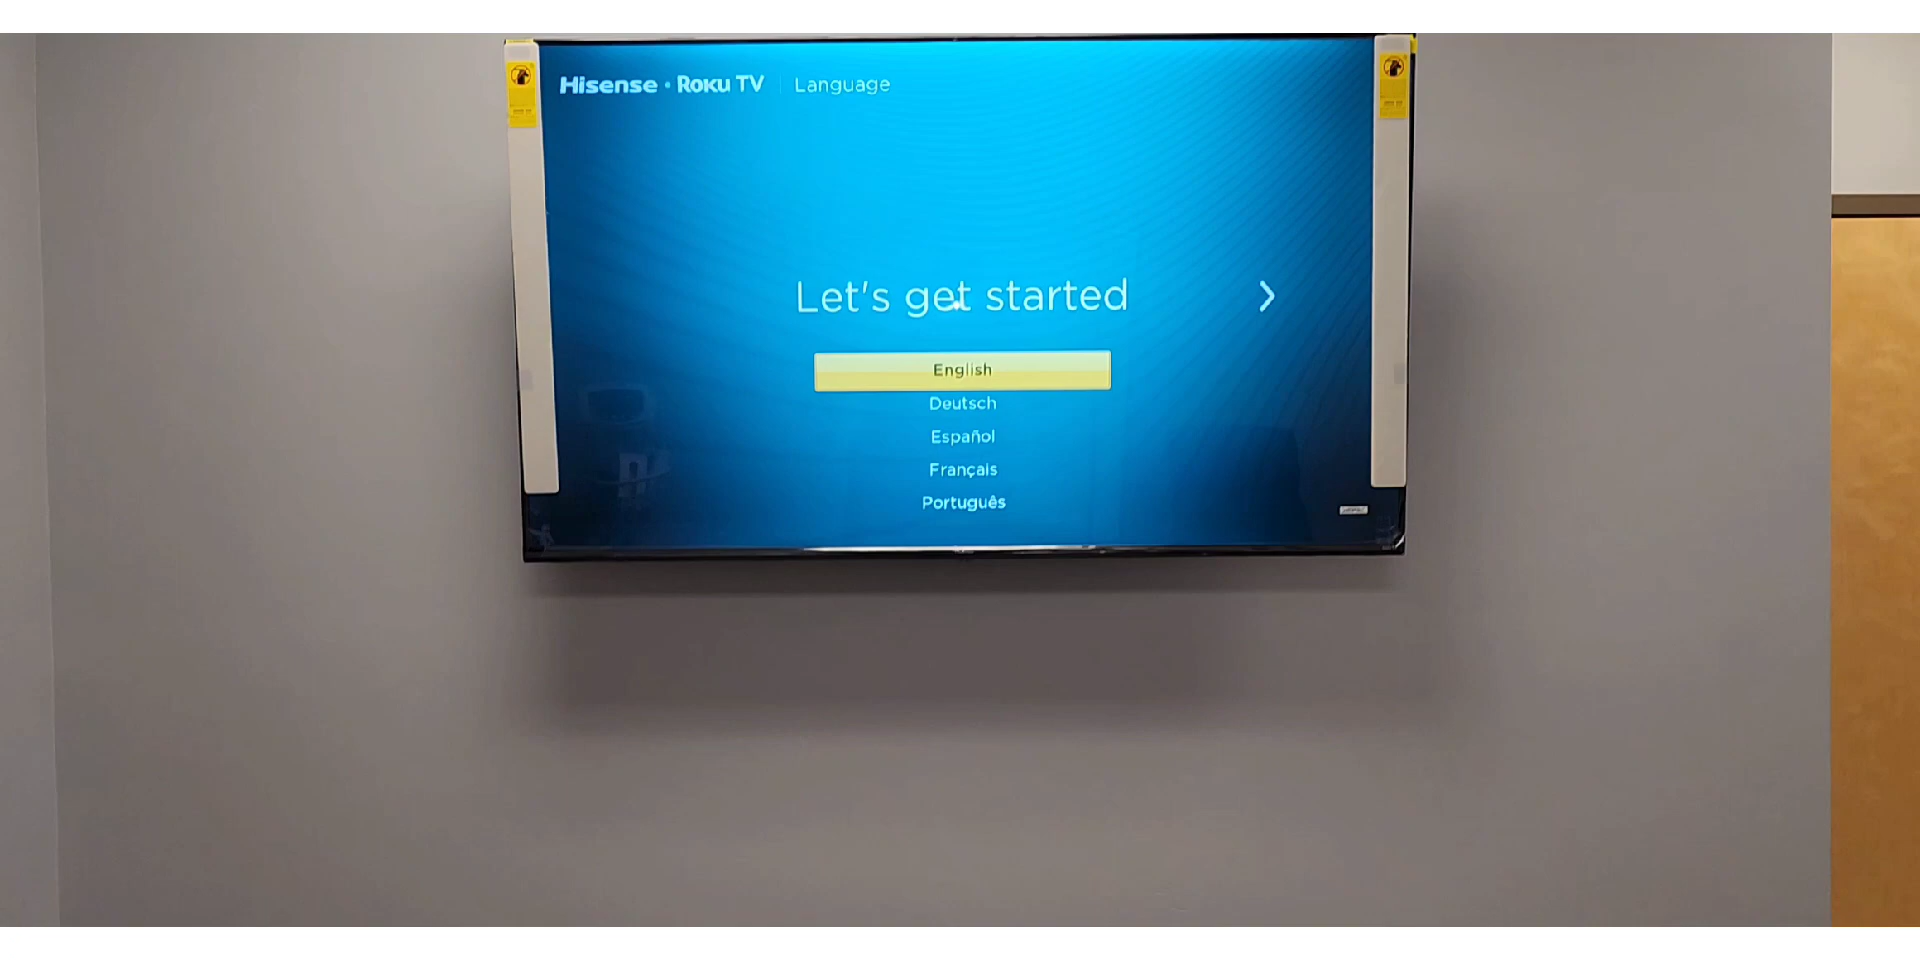 Hisense • Roku TV | Language
Let's get started
English
Deutsch
Español
Français
Português